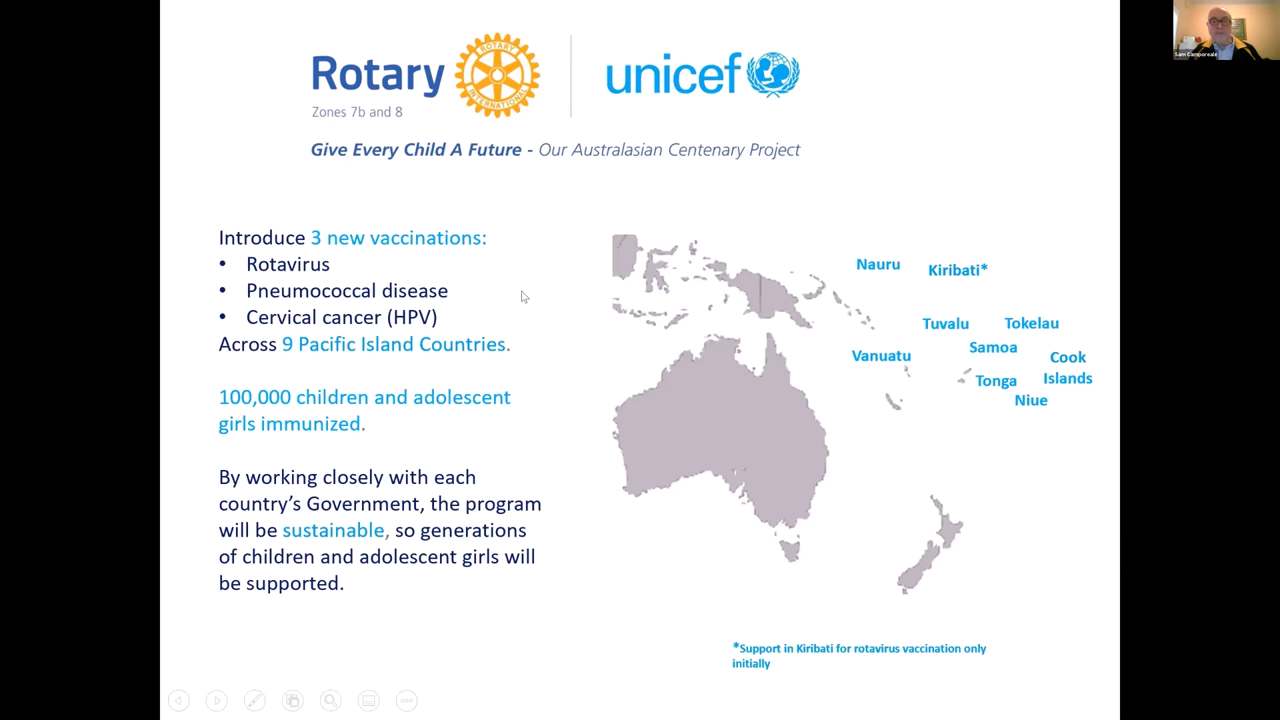 Rotary
ROTARY
INTERNATIONAL
Zones 7b and 8
unicef
Give Every Child A Future - Our Australasian Centenary Project
Introduce 3 new vaccinations:
• Rotavirus
• Pneumococcal disease
• Cervical cancer (HPV)
Across 9 Pacific Island Countries.
100,000 children and adolescent
girls immunized.
By working closely with each
country’s Government, the program
will be sustainable, so generations
of children and adolescent girls will
be supported.
Nauru
Kiribati*
Tuvalu
Tokelau
Vanuatu
Samoa
Cook
Islands
Tonga
Niue
*Support in Kiribati for rotavirus vaccination only
initially
Sam Camporeale